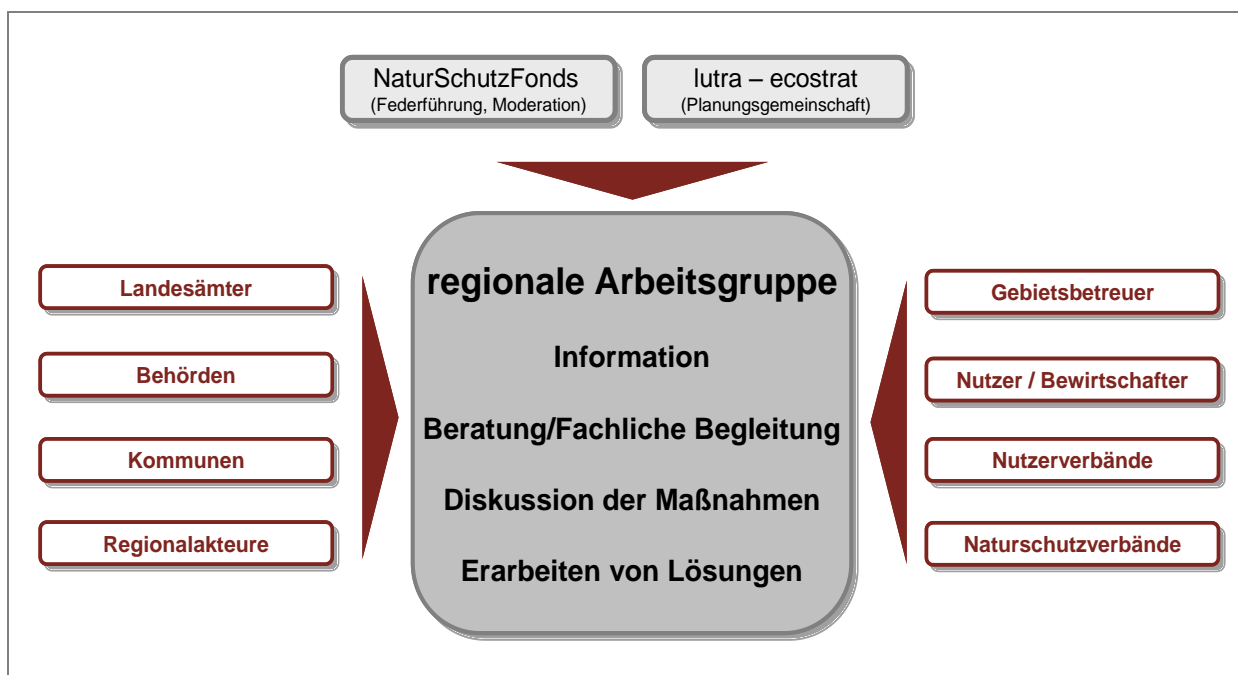 NaturSchutzFonds
(Federführung, Moderation)
lutra – ecostrat
(Planungsgemeinschaft)
Landesämter
Behörden
Kommunen
Regionalakteure
regionale Arbeitsgruppe
Information
Beratung/Fachliche Begleitung
Diskussion der Maßnahmen
Erarbeiten von Lösungen
Gebietsbetreuer
Nutzer / Bewirtschafter
Nutzerverbände
Naturschutzverbände